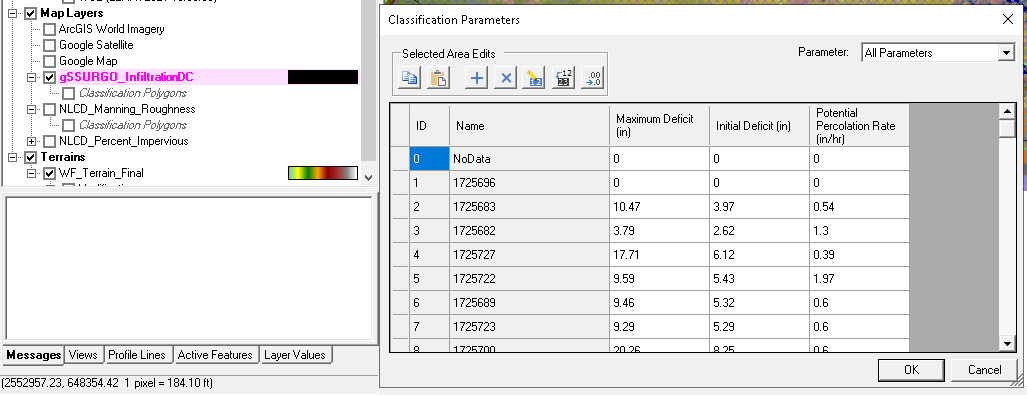 Map Layers
ArcGIS World Imagery
Google Satellite
Google Map
gSSURGO_InfiltrationDC
Classification Polygons
NLCD_Manning_Roughness
Classification Polygons
NLCD_Percent_Impervious
Terrains
WF_Terrain_Final
Messages Views Profile Lines Active Features Layer Values
(2552957.23, 648354.42 1 pixel = 184.10 ft)
Classification Parameters
Selected Area Edits
Parameter: All Parameters
ID Name Maximum Deficit (in) Initial Deficit (in) Potential Percolation Rate (in/hr)
0 NoData 0 0 0
1 1725696 0 0 0
2 1725683 10.47 3.97 0.54
3 1725682 3.79 2.62 1.3
4 1725727 17.71 6.12 0.39
5 1725722 9.59 5.43 1.97
6 1725689 9.46 5.32 0.6
7 1725723 9.29 5.29 0.6
8 1725700 20.26 8.25 0.6
OK Cancel